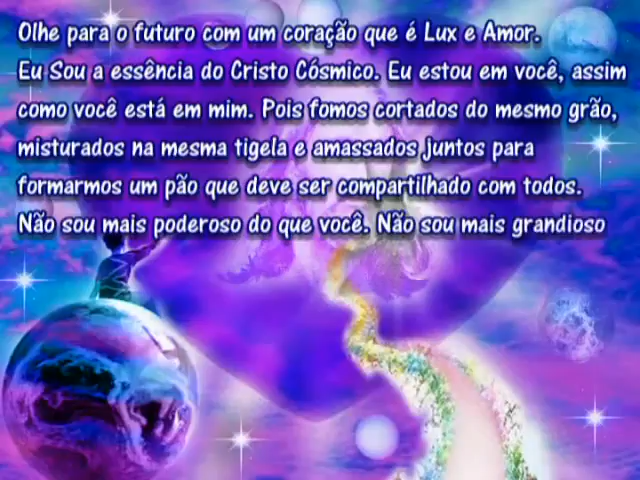 Olhe para o futuro com um coração que é Lux e Amor.
Eu Sou a essência do Cristo Cósmico. Eu estou em você, assim
como você está em mim. Pois fomos cortados do mesmo grão,
misturados na mesma tigela e amassados juntos para
formarmos um pão que deve ser compartilhado com todos.
Não sou mais poderoso do que você. Não sou mais grandioso